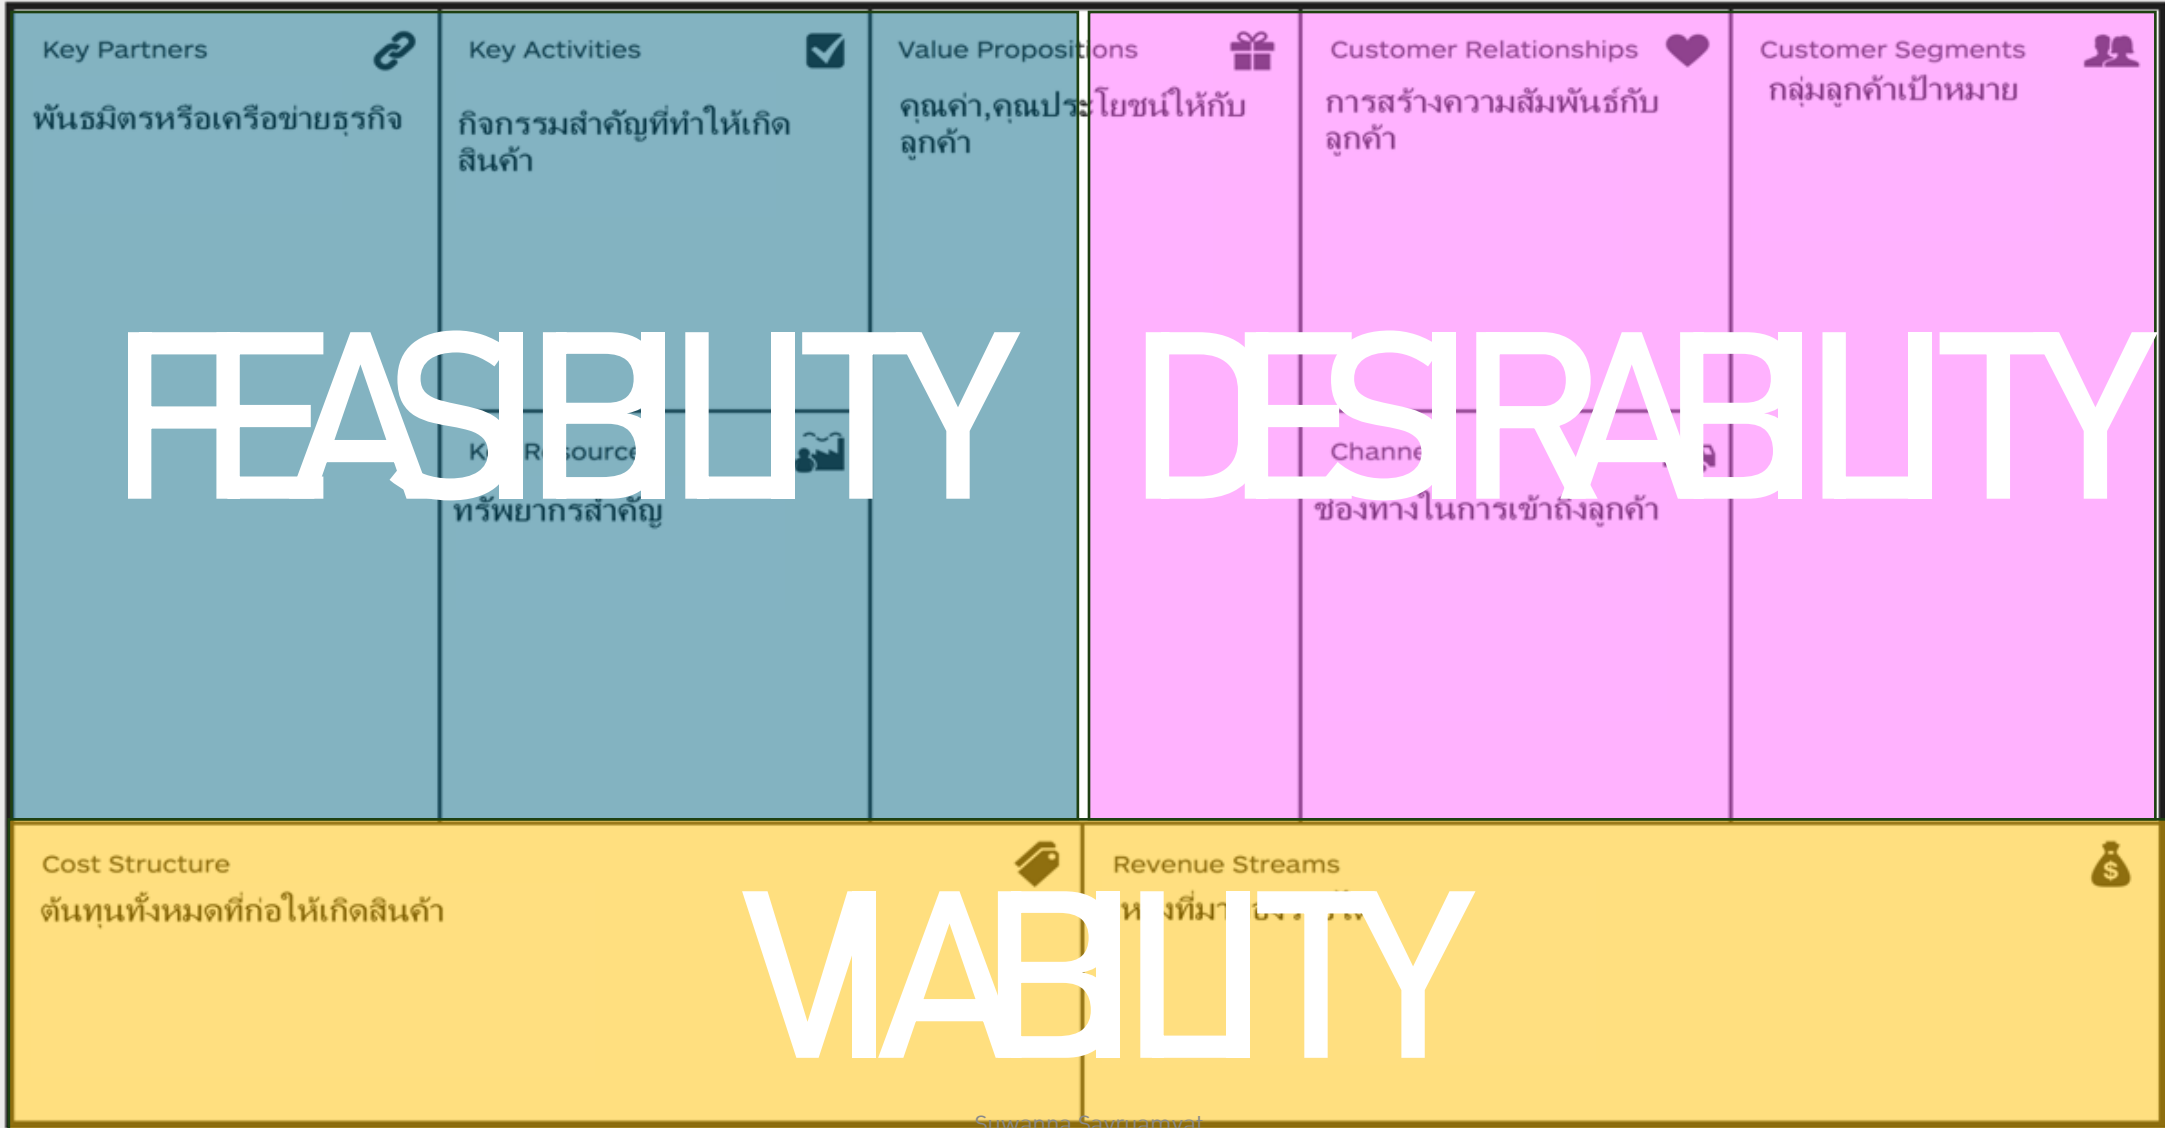 Key Partners
พันธมิตรหรือเครือข่ายธุรกิจ
Key Activities
กิจกรรมสำคัญที่ทำให้เกิด
สินค้า
Value Propositions
คุณค่า,คุณประโยชน์ให้กับ
ลูกค้า
Customer Relationships
การสร้างความสัมพันธ์กับ
ลูกค้า
Customer Segments
กลุ่มลูกค้าเป้าหมาย
FEASIBILITY
DESIRABILITY
ทรัพยากรสำคัญ
ช่องทางในการเข้าถึงลูกค้า
Cost Structure
ต้นทุนทั้งหมดที่ก่อให้เกิดสินค้า
Revenue Streams
VIABILITY